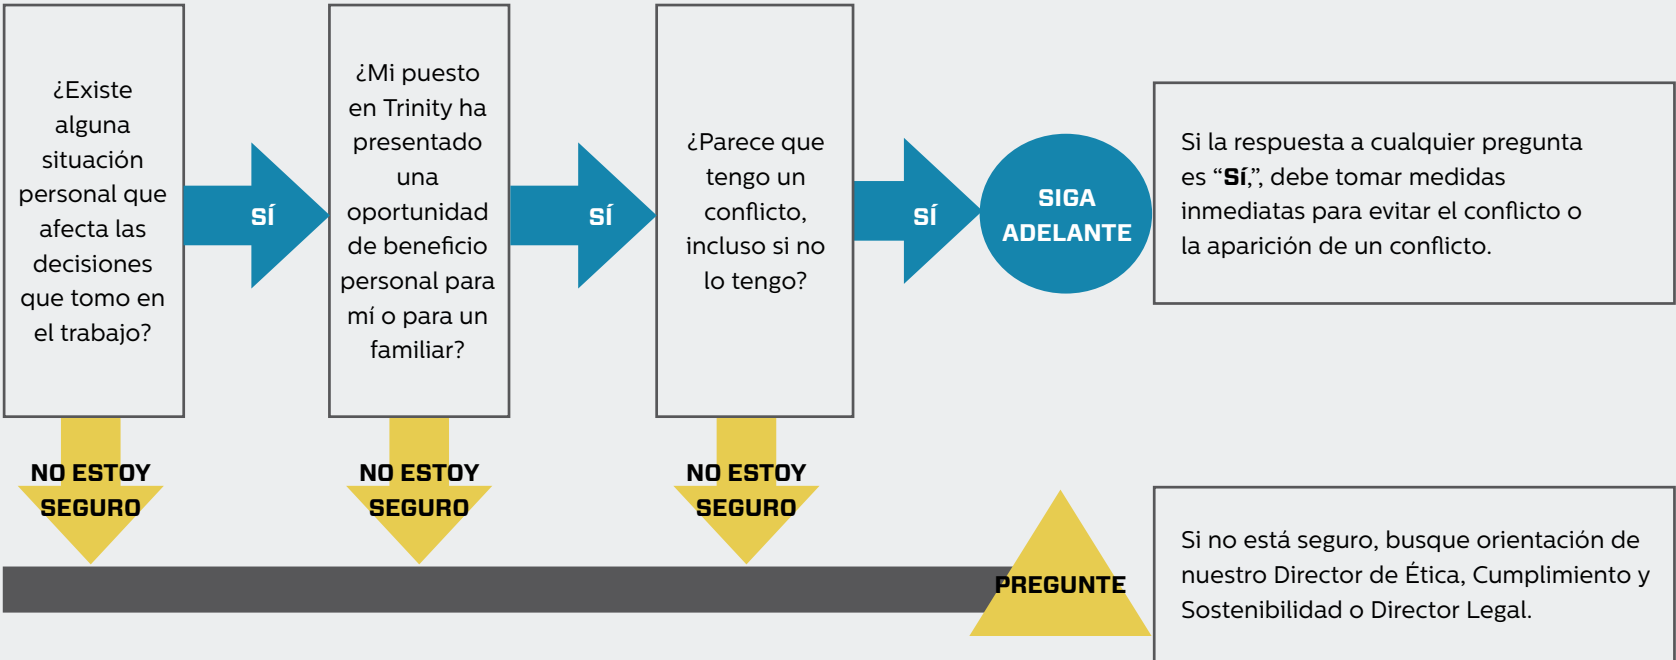 ¿Existe
alguna
situación
personal que
afecta las
decisiones
que tomo en
el trabajo?
SÍ
¿Mi puesto
en Trinity ha
presentado
una
oportunidad
de beneficio
personal para
mí o para un
familiar?
SÍ
¿Parece que
tengo un
conflicto,
incluso si no
lo tengo?
SÍ
SIGA
ADELANTE
Si la respuesta a cualquier pregunta
es “Sí,”, debe tomar medidas
inmediatas para evitar el conflicto o
la aparición de un conflicto.
NO ESTOY
SEGURO
NO ESTOY
SEGURO
NO ESTOY
SEGURO
PREGUNTE
Si no está seguro, busque orientación de
nuestro Director de Ética, Cumplimiento y
Sostenibilidad o Director Legal.